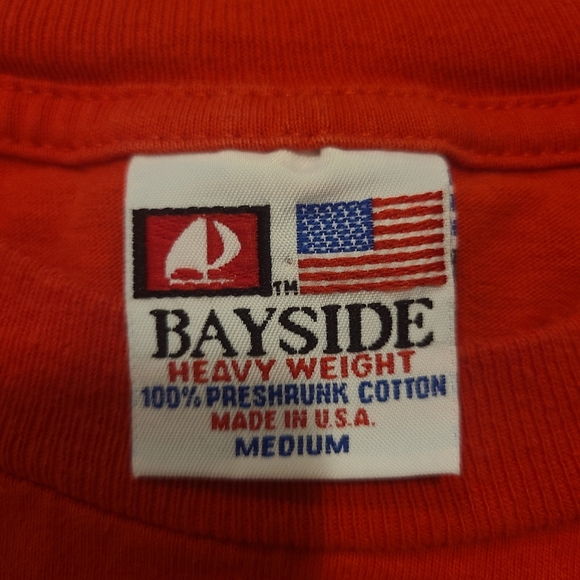 TM
BAYSIDE
HEAVY WEIGHT
100% PRESHRUNK COTTON
MADE IN U.S.A.
MEDIUM